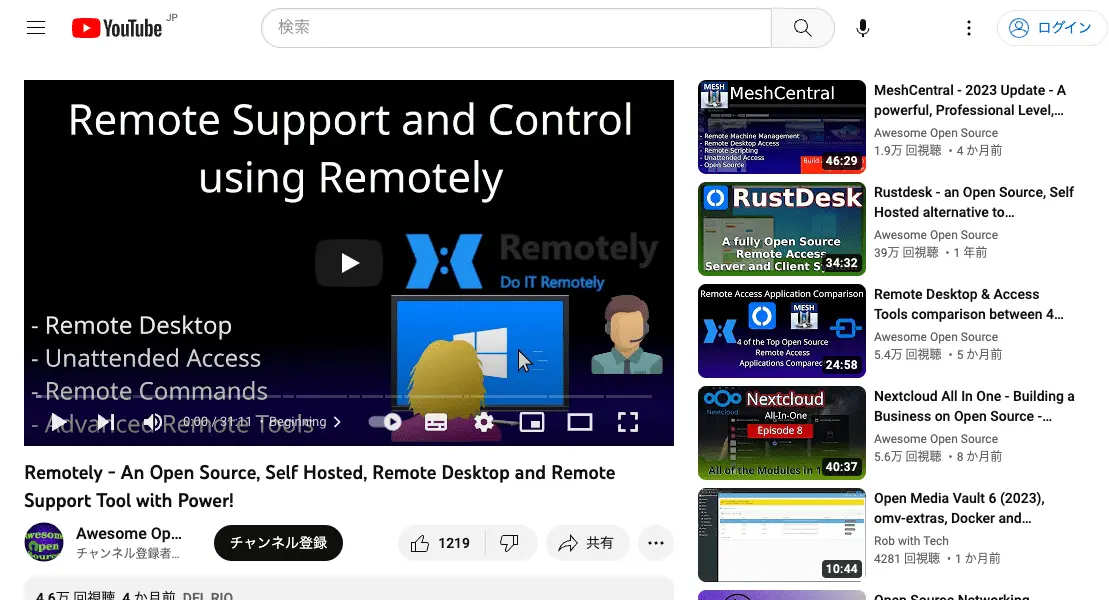 YouTube JP
検索
ログイン
Remote Support and Control
using Remotely
Remotely
Do IT Remotely
- Remote Desktop
- Unattended Access
- Remote Commands
- Advanced Remote Tools
0:00 / 31:11 • Beginning
Remotely - An Open Source, Self Hosted, Remote Desktop and Remote
Support Tool with Power!
Awesome Open Source
Awesome Op...
チャンネル登録者...
チャンネル登録
1219
共有
4.6万 回視聴 4 か月前 DEL RIO
MESH
MeshCentral
- Remote Machine Management
- Remote Desktop Access
- Remote Scripting
- Unattended Access
- Open Source
Build
46:29
MeshCentral - 2023 Update - A
powerful, Professional Level,...
Awesome Open Source
1.9万 回視聴 ・4 か月前
RustDesk
A fully Open Source
Remote Access
Server and Client
34:32
Rustdesk - an Open Source, Self
Hosted alternative to...
Awesome Open Source
39万 回視聴 ・1 年前
Remote Access Application Comparison
MESH
4 of the Top Open Source
Remote Access
Applications Compared
24:58
Remote Desktop & Access
Tools comparison between 4...
Awesome Open Source
5.4万 回視聴 ・5 か月前
Nextcloud
Nextcloud
All-In-One
Episode 8
All of the Modules in 1
40:37
Nextcloud All In One - Building a
Business on Open Source -...
Awesome Open Source
5.6万 回視聴 ・8 か月前
10:44
Open Media Vault 6 (2023),
omv-extras, Docker and...
Rob with Tech
4281 回視聴 ・1 か月前
Open Source Networking